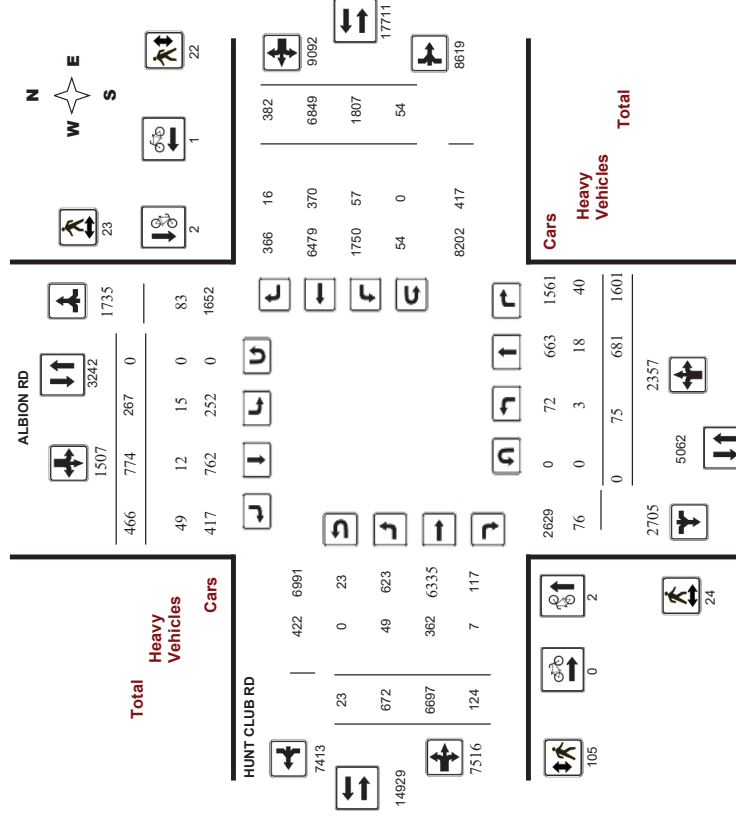 17711
N
E
W
S
22
9092
8619
23
1
2
382
6849
1807
54
16
370
57
0
417
366
6479
1750
54
8202
ALBION RD
1735
3242
1507
466 774 267 0
49 12 15 0 83
417 762 252 0 1652
Total
Heavy
Vehicles
Cars
HUNT CLUB RD
422 6991
23 0 23
672 49 623
6697 362 6335
124 7 117
7413
14929
7516
Cars
Heavy
Vehicles
Total
2629 0 72 663 1561
76 0 3 18 40
0 75 681 1601
2705
5062
2357
2
0
105
24